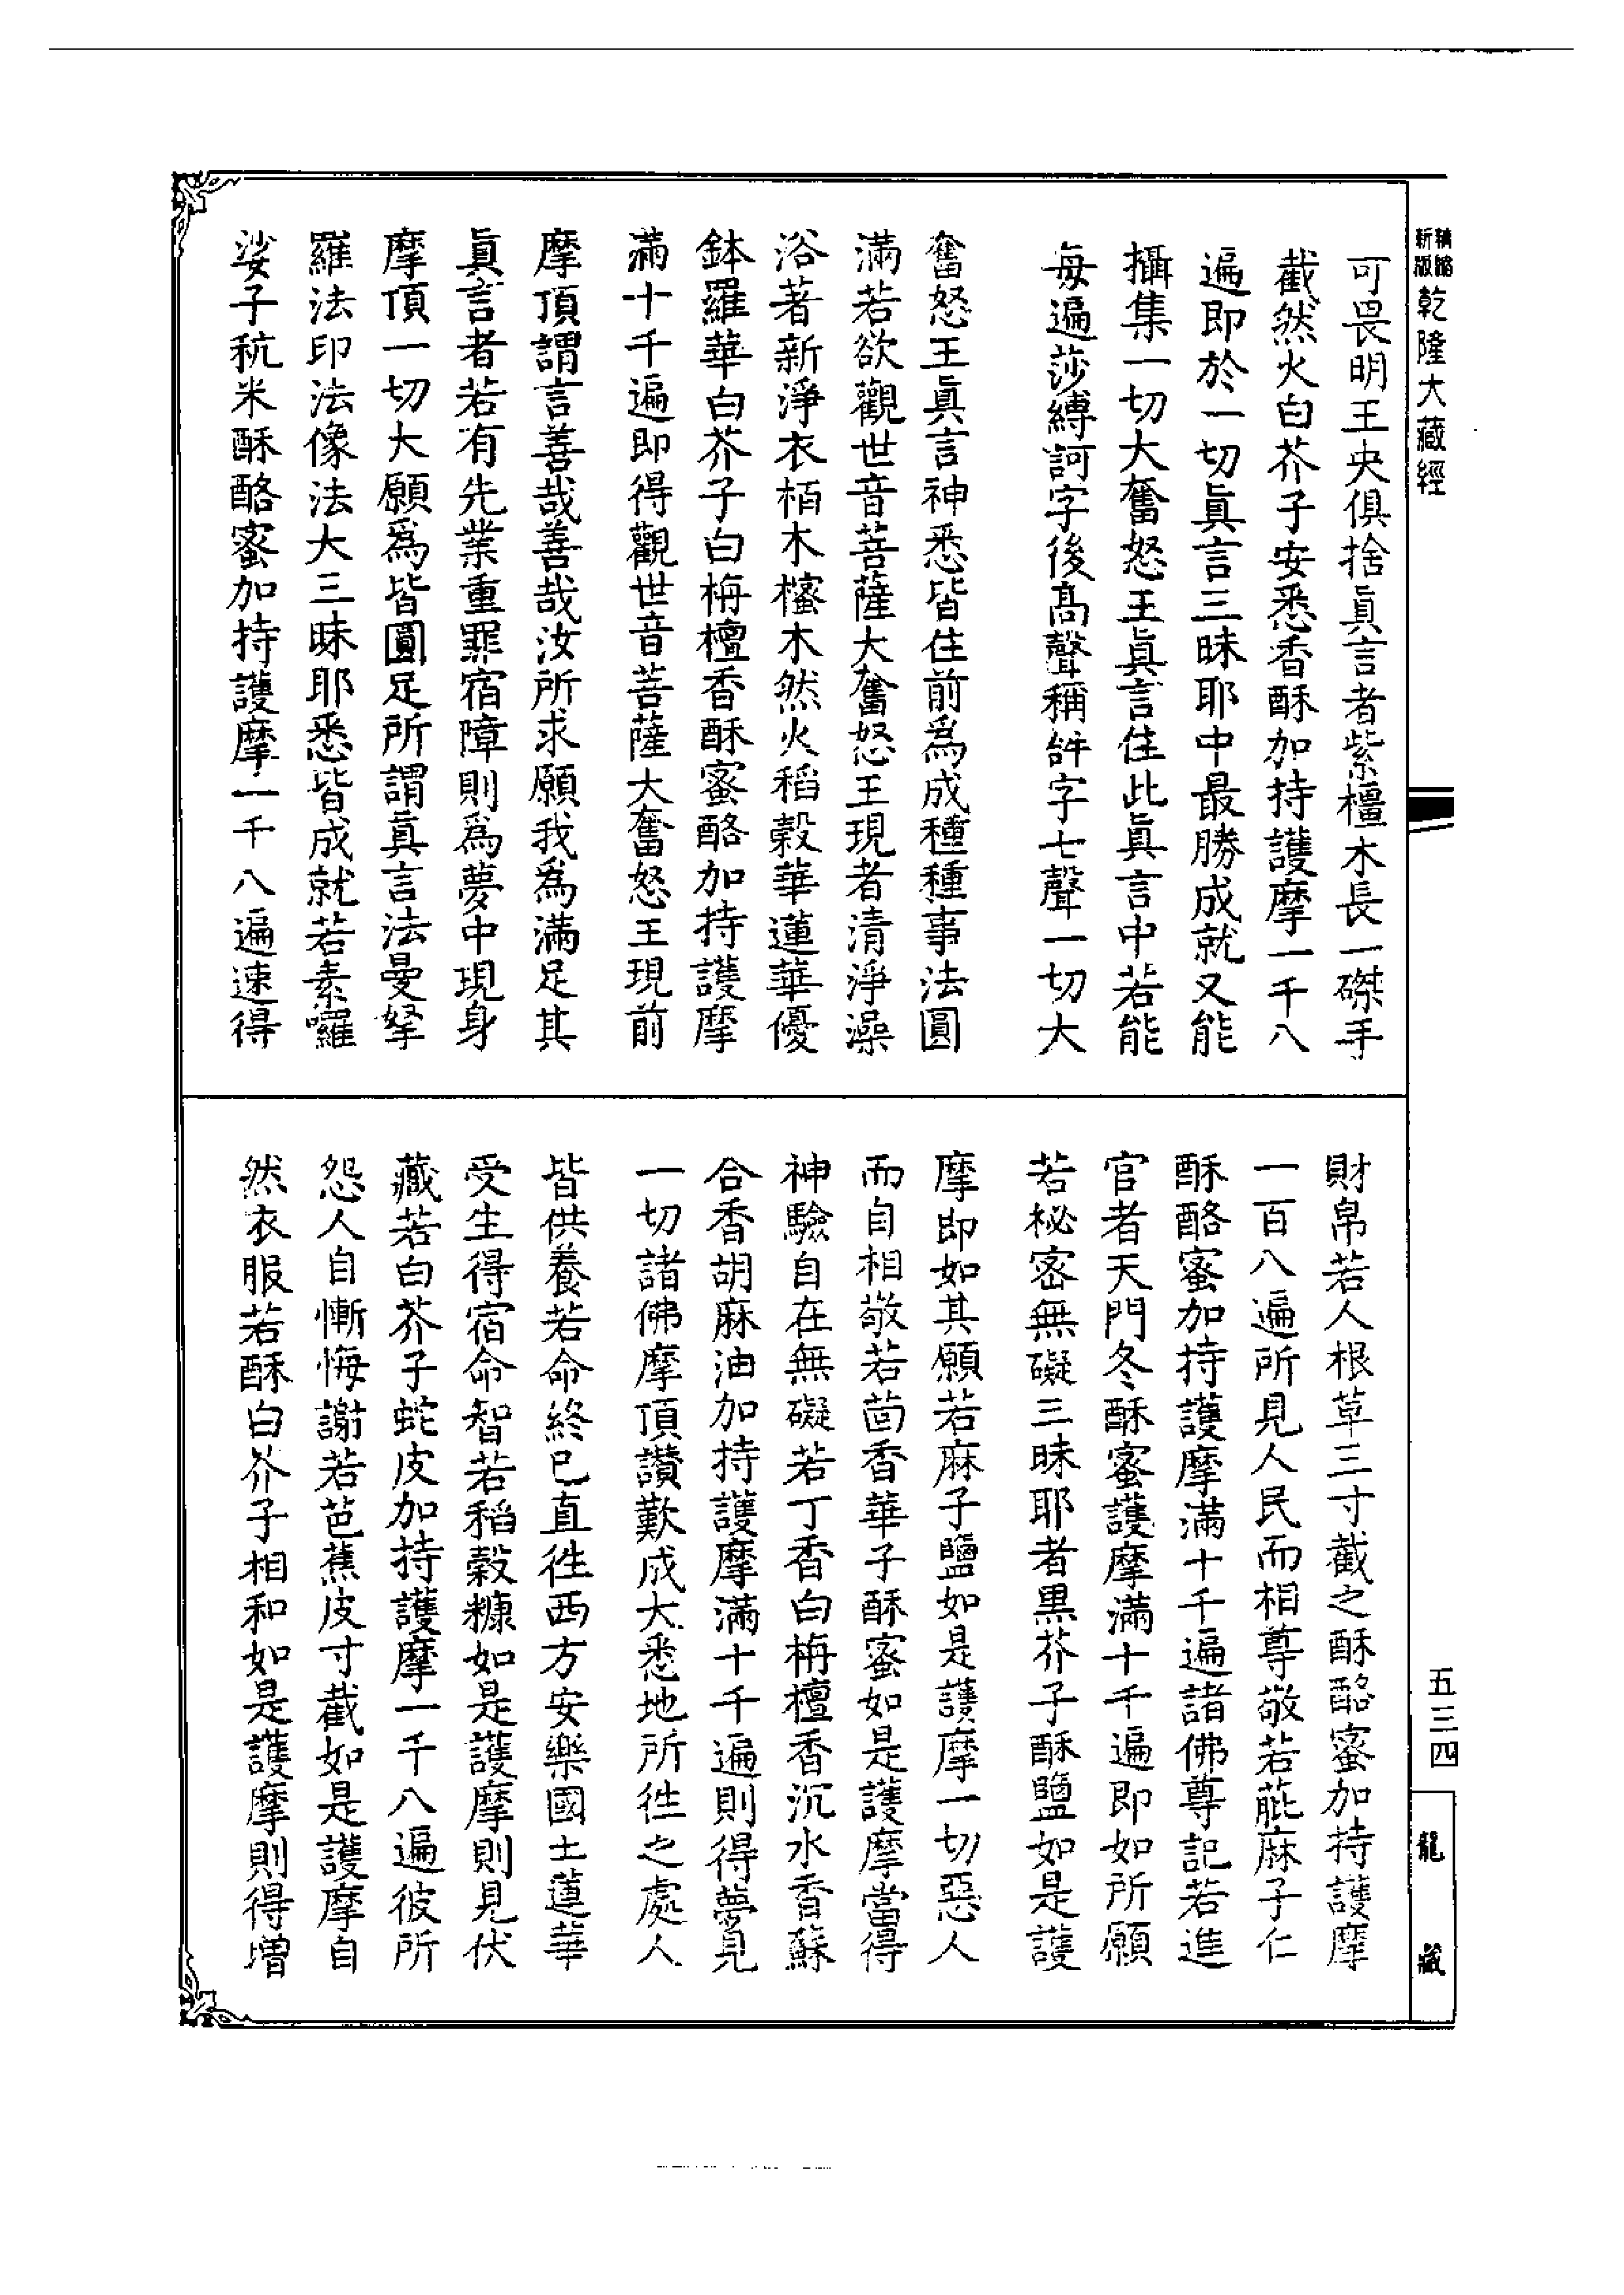 新版精縮乾隆大藏經
可畏明王央俱捨眞言者紫橿木長一磔手
截然火白芥子安悉香酥加持護摩一千八
遍即於一切眞言三昧耶中最勝成就又能
攝集一切大奮怒王眞言住此眞言中若能
每遍莎縛訶字後高聲稱𤙖字七聲一切大
奮怒王眞言神悉皆住前爲成種種事法圓
滿若欲觀世音菩薩大奮怒王現者清淨澡
浴著新淨衣栢木櫁木然火稻穀華蓮華優
鉢羅華白芥子白栴檀香酥蜜酪加持護摩
滿十千遍即得觀世音菩薩大奮怒王現前
摩頂謂言善哉善哉汝所求願我爲滿足其
眞言者若有先業重罪宿障則爲夢中現身
摩頂一切大願爲皆圓足所謂眞言法曼拏
羅法印法像法大三昧耶悉皆成就若素囉
娑子秔米酥酪蜜加持護摩一千八遍速得
財帛若人根草三寸截之酥酪蜜加持護摩
一百八遍所見人民而相尊敬若蓖麻子仁
酥酪蜜加持護摩滿十千遍諸佛尊記若進
官者天門冬酥蜜護摩滿十千遍即如所願
若祕密無礙三昧耶者黑芥子酥鹽如是護
摩即如其願若麻子鹽如是護摩一切惡人
而自相敬若茴香華子酥蜜如是護摩當得
神驗自在無礙若丁香白栴檀香沉水香蘇
合香胡麻油加持護摩滿十千遍則得夢見
一切諸佛摩頂讚歎成大悉地所徃之處人
皆供養若命終已直徃西方安樂國土蓮華
受生得宿命智若稻穀糠如是護摩則見伏
藏若白芥子蛇皮加持護摩一千八遍彼所
怨人自慚悔謝若芭蕉皮寸截如是護摩自
然衣服若酥白芥子相和如是護摩則得增
五三四
龍藏